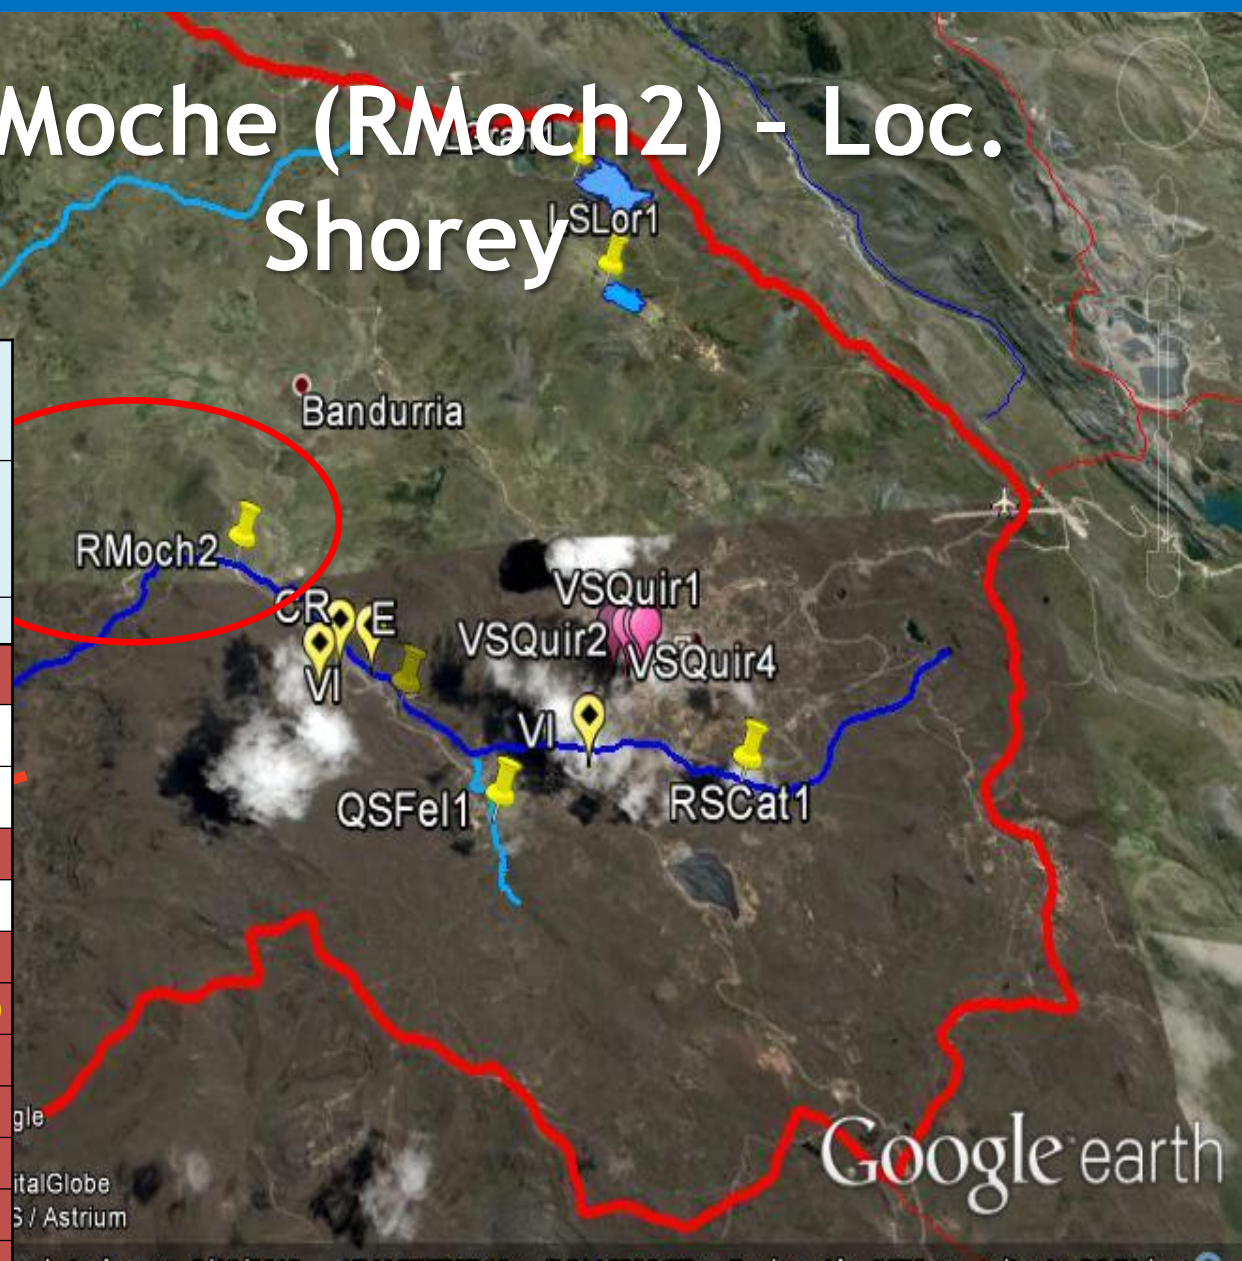 Moche (RMoch2) - Loc.
Shorey
LSLor1
Bandurria
RMoch2
CR
E
VSQuir1
VSQuir2
VSQuir4
VI
VI
QSFel1
RSCat1
gle
Google earth
italGlobe
S / Astrium